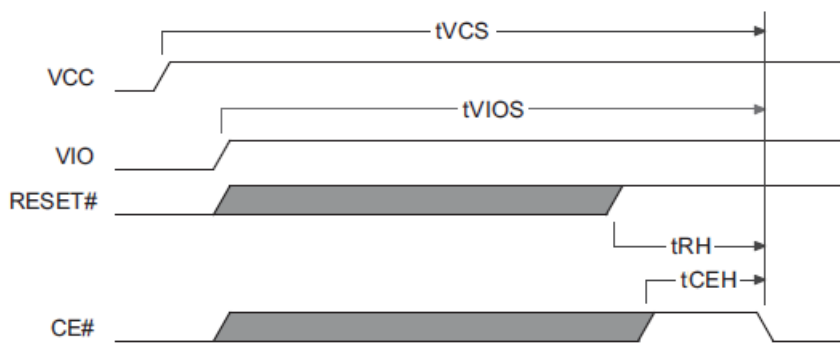 tVCS
VCC
tVIOS
VIO
RESET#
tRH
tCEH
CE#